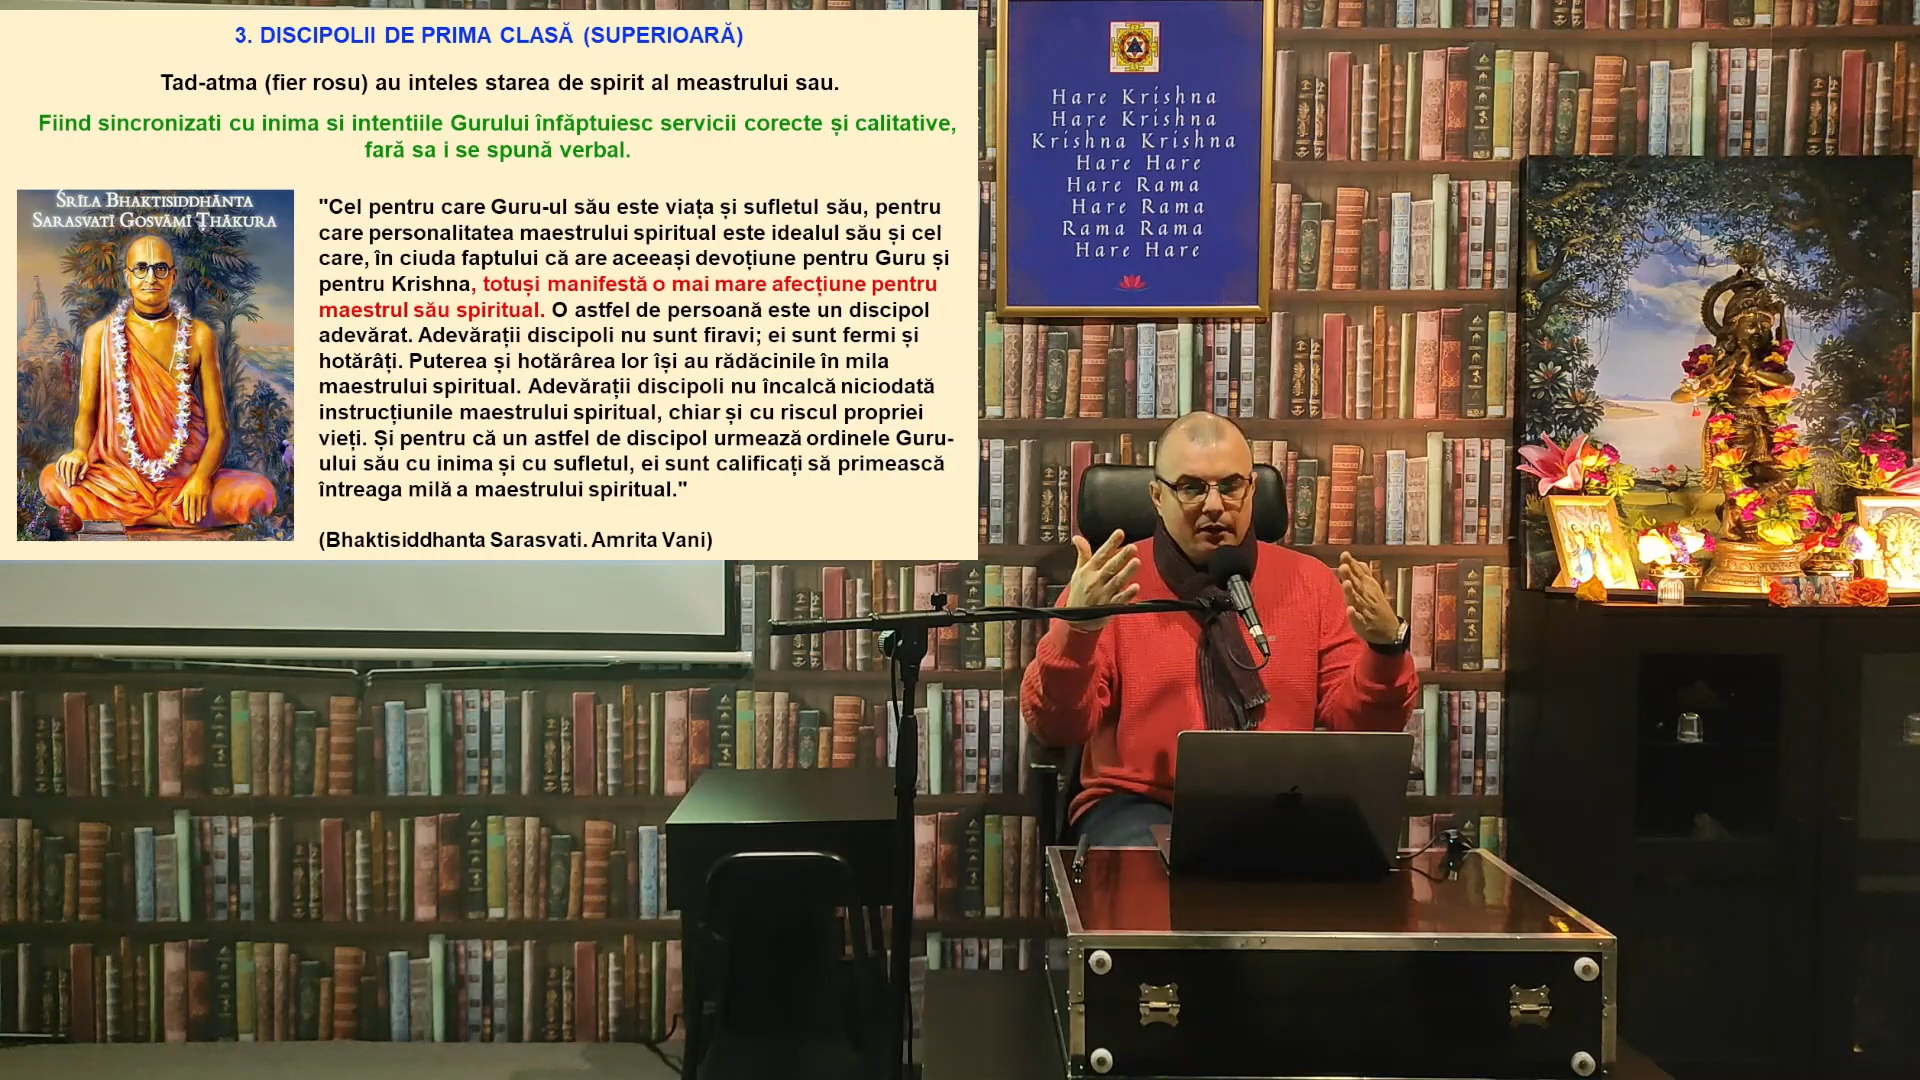 3. DISCIPOLII DE PRIMA CLASĂ (SUPERIOARĂ)
Tad-atma (fier rosu) au inteles starea de spirit al meastrului sau.
Fiind sincronizati cu inima si intentiile Gurului înfăptuiesc servicii corecte și calitative,
fară sa i se spună verbal.
ŚRĪLA BHAKTISIDDHĀNTA
SARASVATĪ GOSVĀMĪ ṬHĀKURA
"Cel pentru care Guru-ul său este viața și sufletul său, pentru
care personalitatea maestrului spiritual este idealul său și cel
care, în ciuda faptului că are aceeași devoțiune pentru Guru și
pentru Krishna, totuși manifestă o mai mare afecțiune pentru
maestrul său spiritual. O astfel de persoană este un discipol
adevărat. Adevărații discipoli nu sunt firavi; ei sunt fermi și
hotărâți. Puterea și hotărârea lor își au rădăcinile în mila
maestrului spiritual. Adevărații discipoli nu încalcă niciodată
instrucțiunile maestrului spiritual, chiar și cu riscul propriei
vieți. Și pentru că un astfel de discipol urmează ordinele Guru-
ului său cu inima și cu sufletul, ei sunt calificați să primească
întreaga milă a maestrului spiritual."
(Bhaktisiddhanta Sarasvati. Amrita Vani)
Hare Krishna
Hare Krishna
Krishna Krishna
Hare Hare
Hare Rama
Hare Rama
Rama Rama
Hare Hare